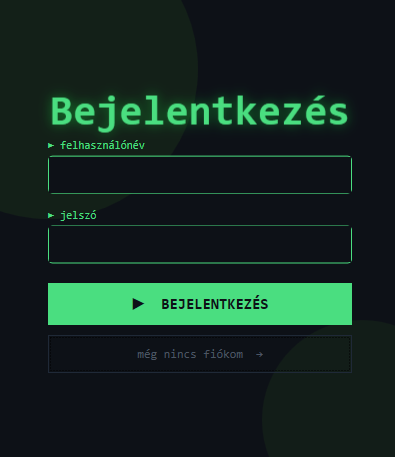 Bejelentkezés
▶ felhasználónév
▶ jelszó
▶ BEJELENTKEZÉS
még nincs fiókom →